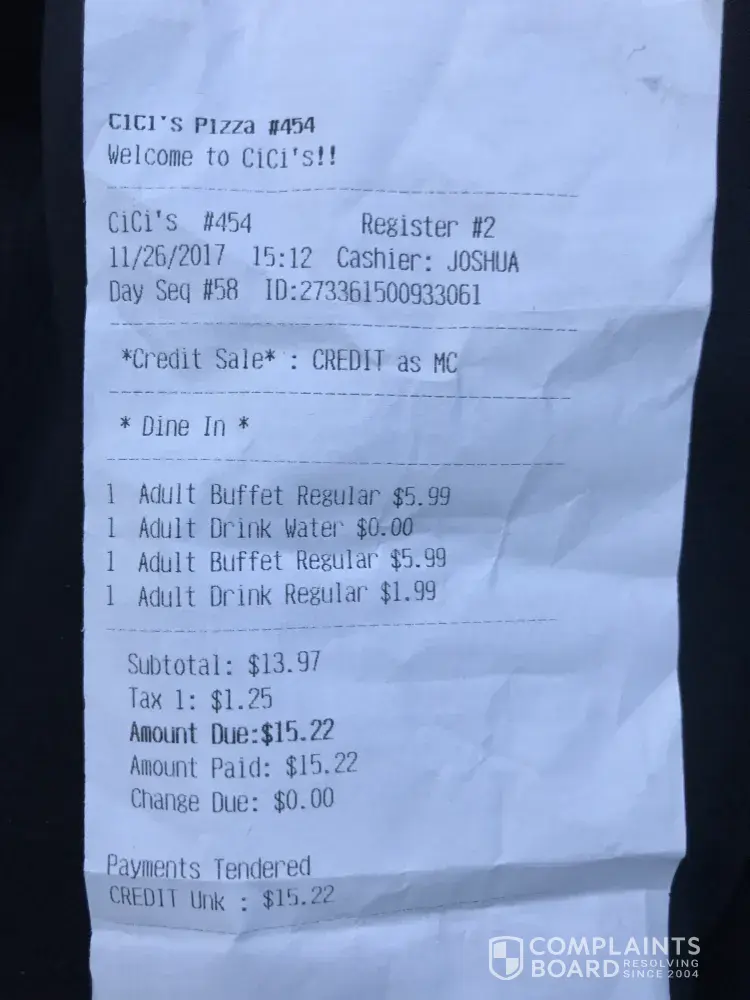 CiCi's Pizza #454
Welcome to CiCi's!!
CiCi's #454 Register #2
11/26/2017 15:12 Cashier: JOSHUA
Day Seq #58 ID:273361500933061
*Credit Sale* : CREDIT as MC
* Dine In *
1 Adult Buffet Regular $5.99
1 Adult Drink Water $0.00
1 Adult Buffet Regular $5.99
1 Adult Drink Regular $1.99
Subtotal: $13.97
Tax 1: $1.25
Amount Due:$15.22
Amount Paid: $15.22
Change Due: $0.00
Payments Tendered
CREDIT Unk : $15.22
COMPLAINTS
BOARD RESOLVING SINCE 2004